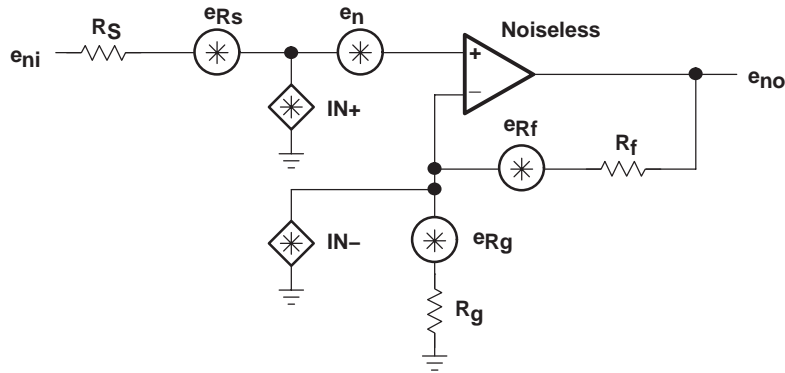 RS
eRs
en
Noiseless
eni
+
eno
IN+
–
eRf
Rf
IN–
eRg
Rg